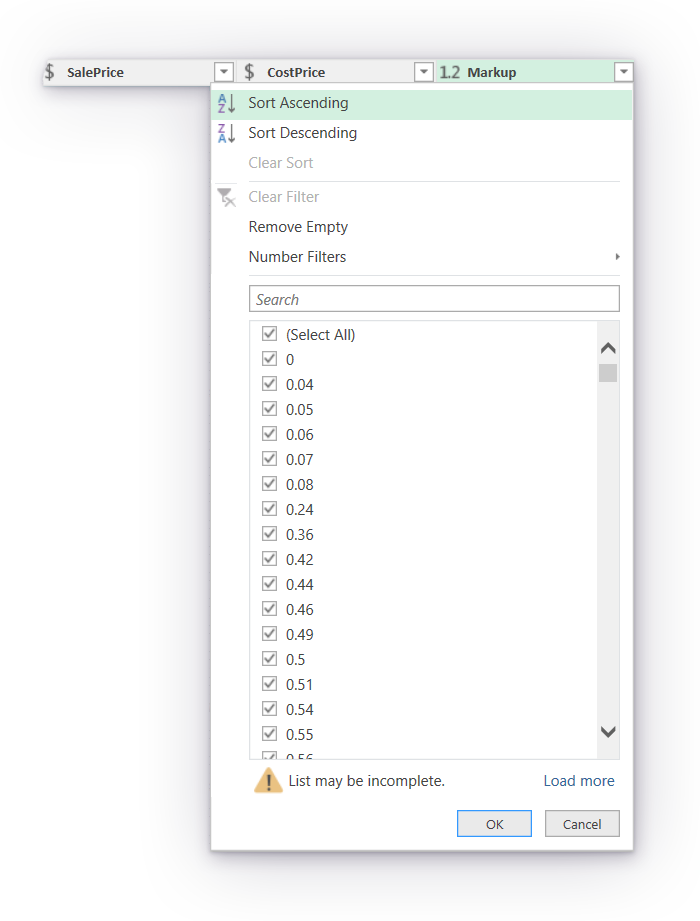 $ SalePrice $ CostPrice 1.2 Markup
Sort Ascending
Sort Descending
Clear Sort
Clear Filter
Remove Empty
Number Filters
Search
(Select All)
0
0.04
0.05
0.06
0.07
0.08
0.24
0.36
0.42
0.44
0.46
0.49
0.5
0.51
0.54
0.55
0.56
List may be incomplete. Load more
OK Cancel